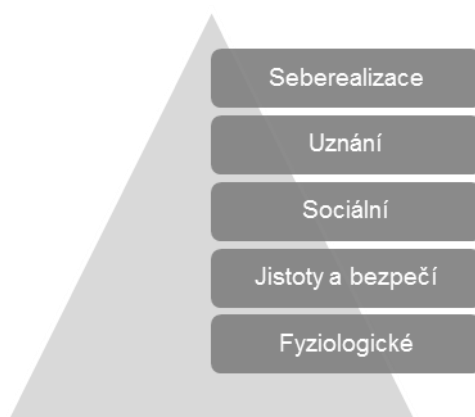 Seberealizace
Uznání
Sociální
Jistoty a bezpečí
Fyziologické